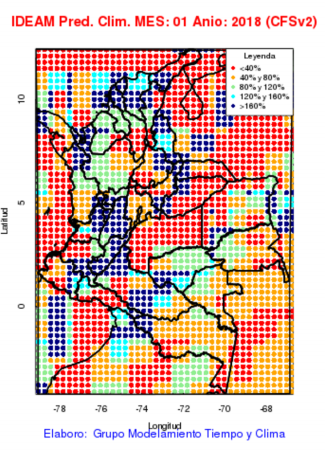 IDEAM Pred. Clim. MES: 01 Anio: 2018 (CFSv2)
Leyenda
<40%
40% y 80%
80% y 120%
120% y 160%
>160%
10
5
0
Latitud
-78 -76 -74 -72 -70 -68
Longitud
Elaboro: Grupo Modelamiento Tiempo y Clima